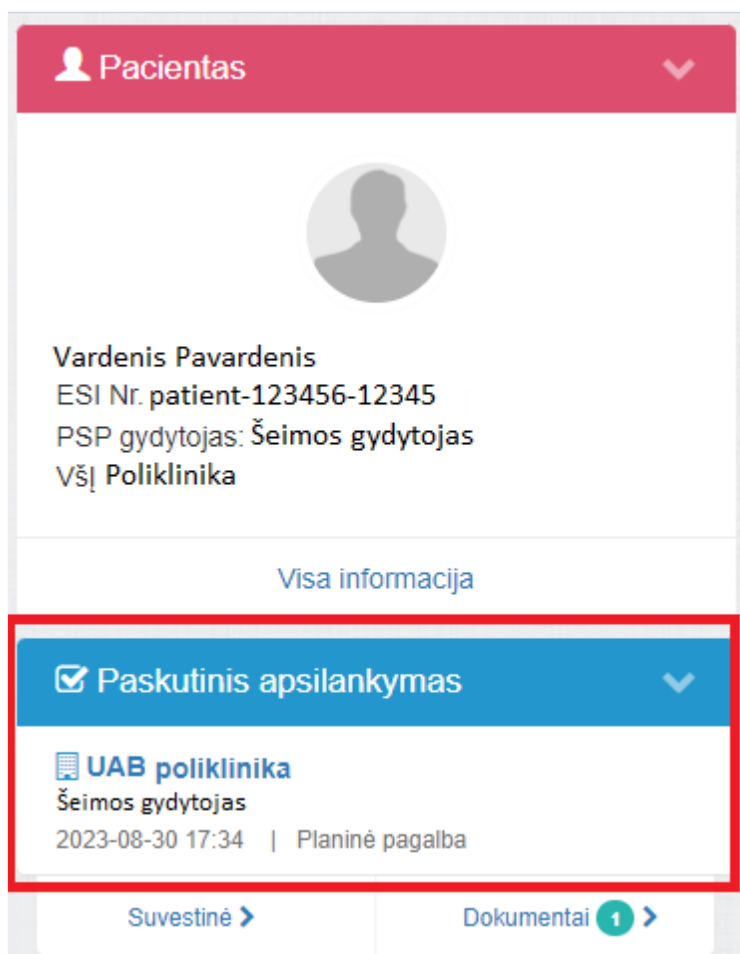 Pacientas
Vardenis Pavardenis
ESI Nr. patient-123456-12345
PSP gydytojas: Šeimos gydytojas
VšĮ Poliklinika
Visa informacija
Paskutinis apsilankymas
UAB poliklinika
Šeimos gydytojas
2023-08-30 17:34 | Planinė pagalba
Suvestinė Dokumentai 1